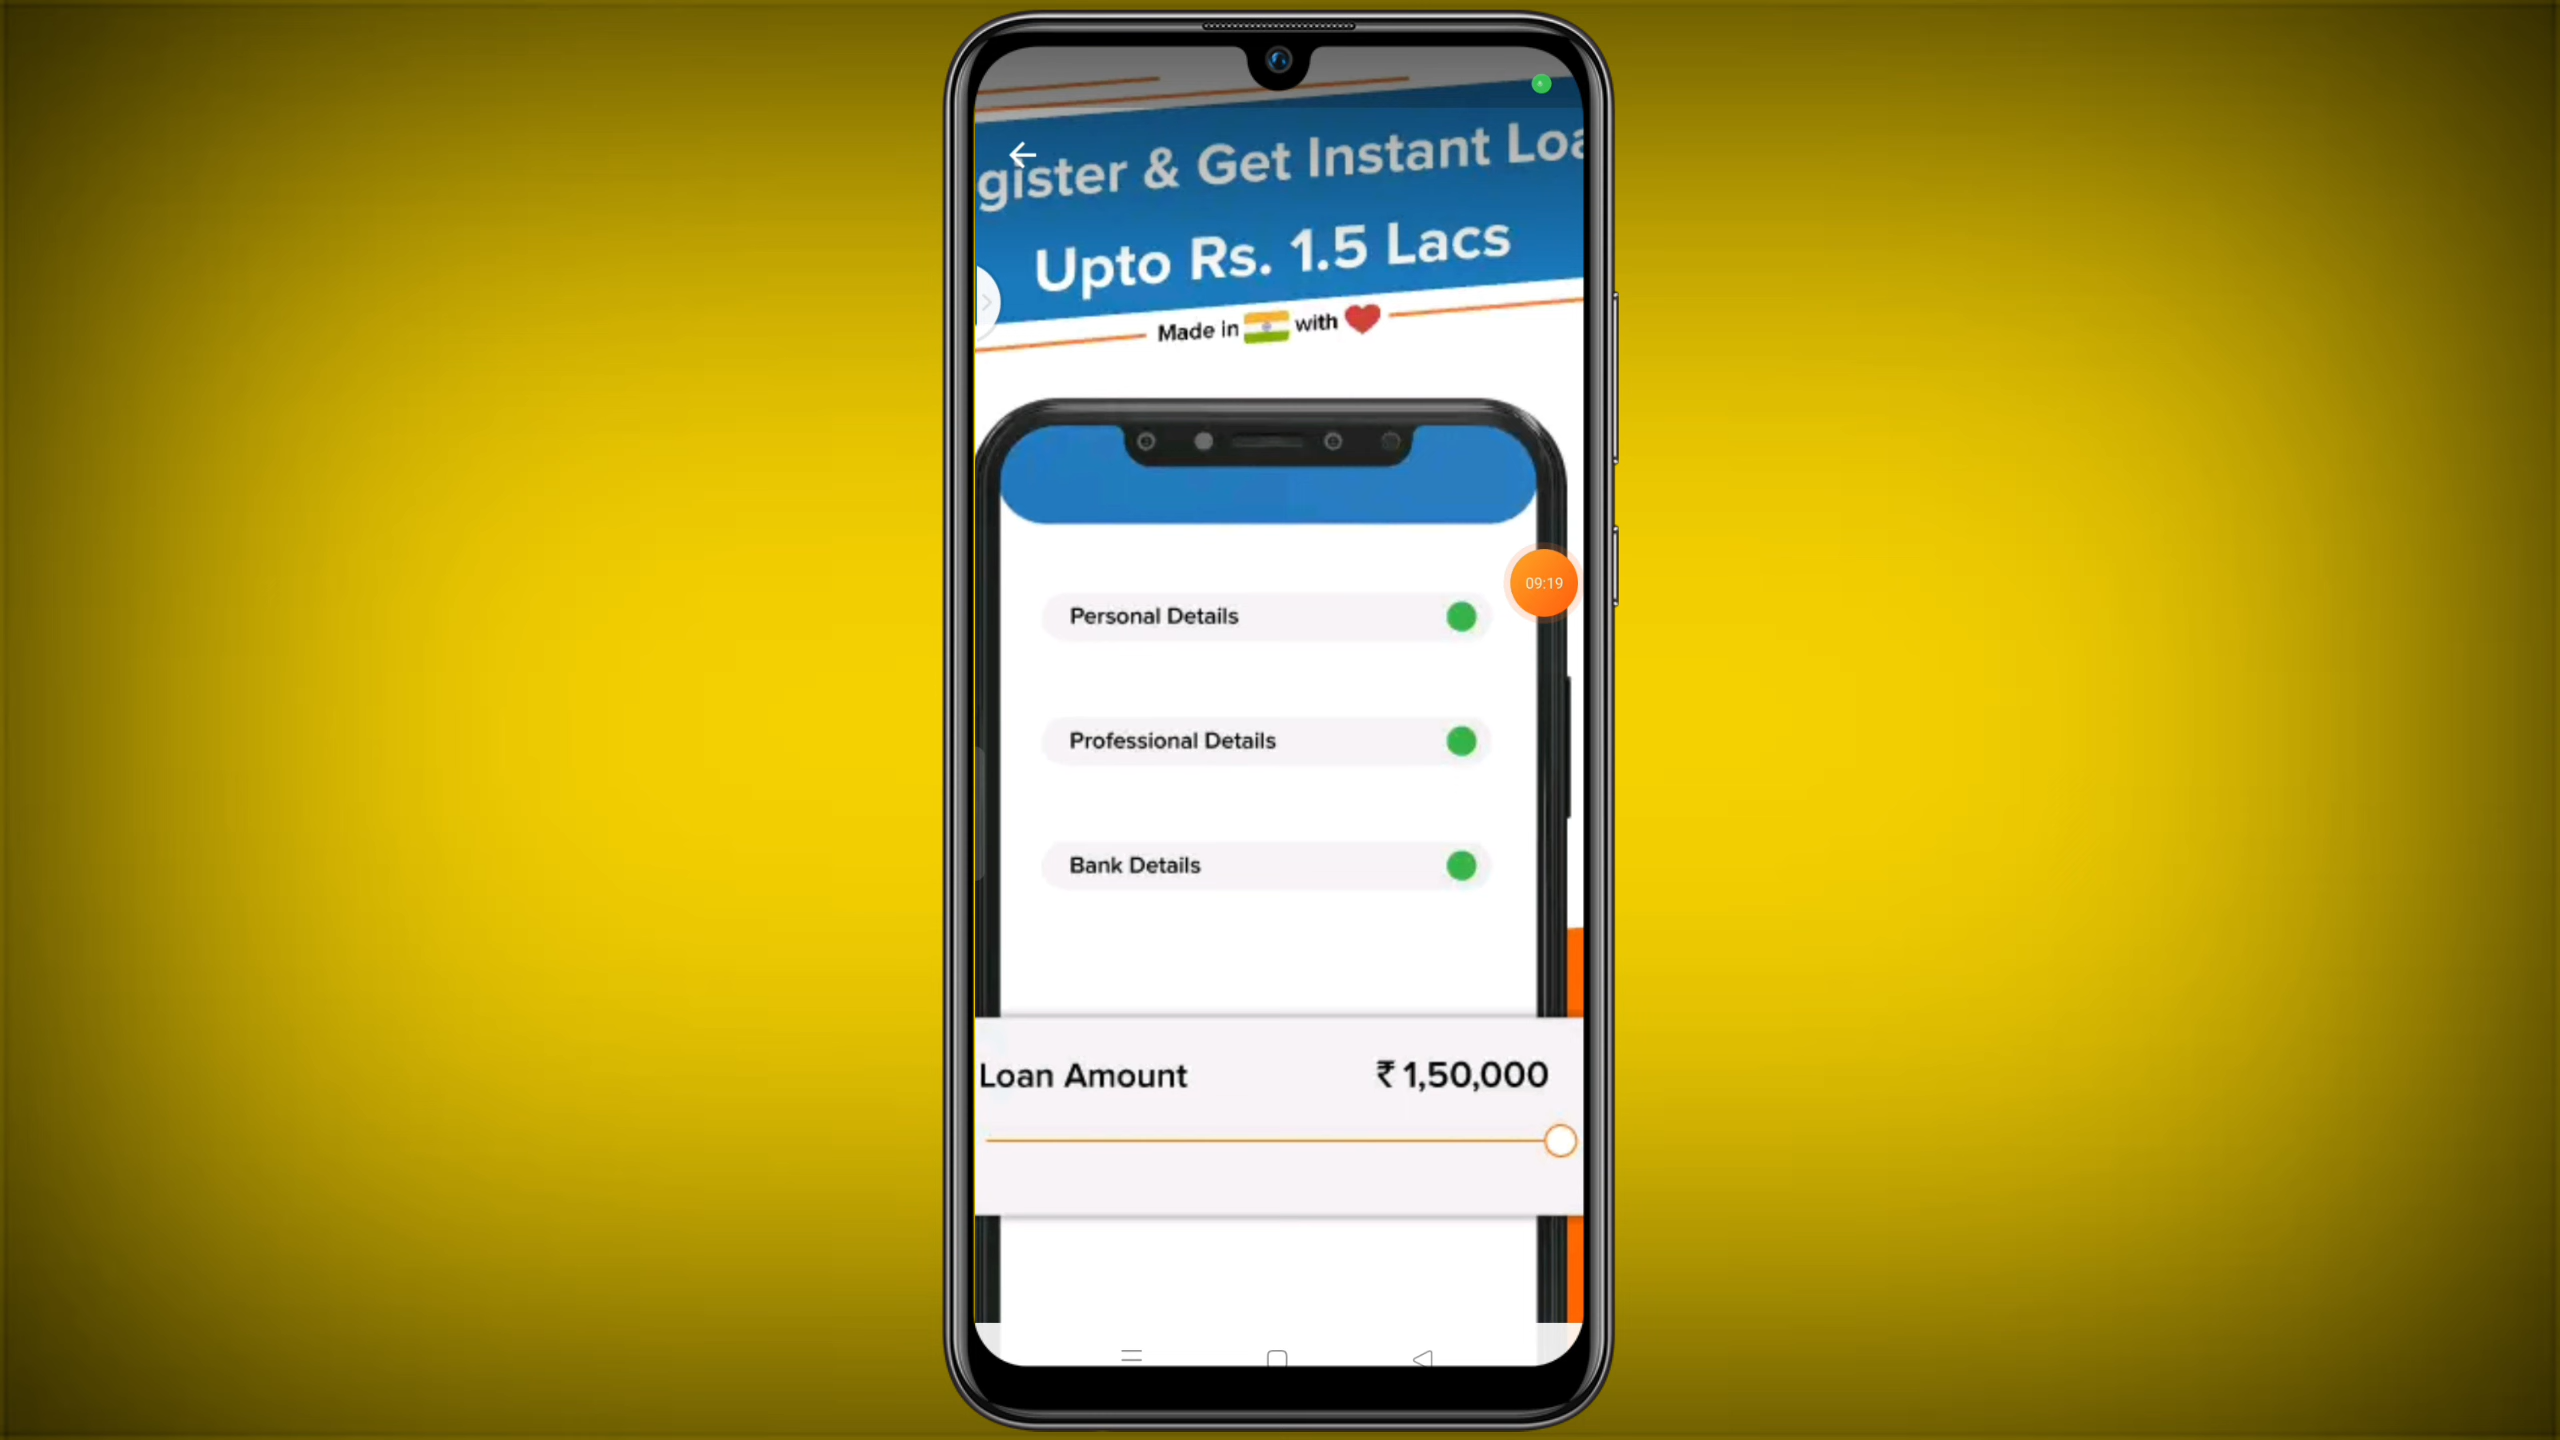 gister & Get Instant Loa
Upto Rs. 1.5 Lacs
Made in with
09:19
Personal Details
Professional Details
Bank Details
Loan Amount ₹ 1,50,000